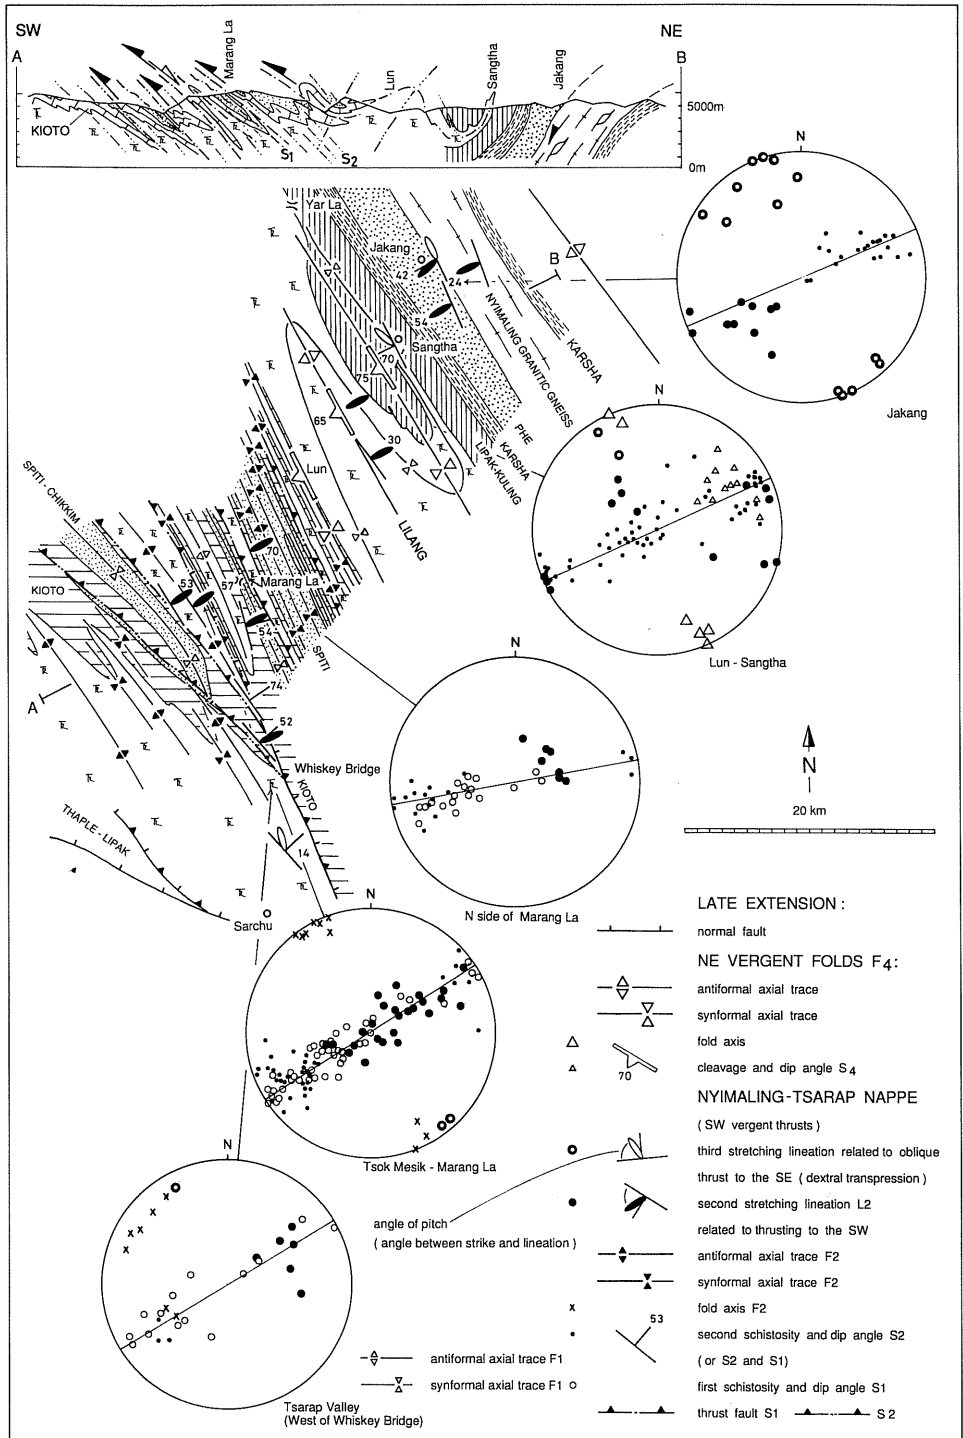 SW
NE
A
Marang La
Lun
Sangtha
Jakang
B
5000m
KIOTO
S1
S2
0m
N
Yar La
Jakang
42
B
24
54
NYIMALING GRANITIC GNEISS
KARSHA
Sangtha
70
75
Jakang
N
65
30
PHE
KARSHA
LIPAK-KULING
Lun
SPITI-CHIKKIM
LILANG
70
KIOTO
53
57
Marang La
54
SPITI
Lun - Sangtha
N
74
A
52
Whiskey Bridge
KIOTO
N
20 km
THAPLE-LIPAK
14
N side of Marang La
Sarchu
N
LATE EXTENSION :
normal fault
NE VERGENT FOLDS F4:
antiformal axial trace
synformal axial trace
fold axis
cleavage and dip angle S4
70
NYIMALING-TSARAP NAPPE
( SW vergent thrusts )
third stretching lineation related to oblique
thrust to the SE ( dextral transpression )
Tsok Mesik - Marang La
N
second stretching lineation L2
related to thrusting to the SW
angle of pitch
( angle between strike and lineation )
antiformal axial trace F2
synformal axial trace F2
fold axis F2
53
second schistosity and dip angle S2
( or S2 and S1)
antiformal axial trace F1
synformal axial trace F1
first schistosity and dip angle S1
thrust fault S1
S2
Tsarap Valley
(West of Whiskey Bridge)